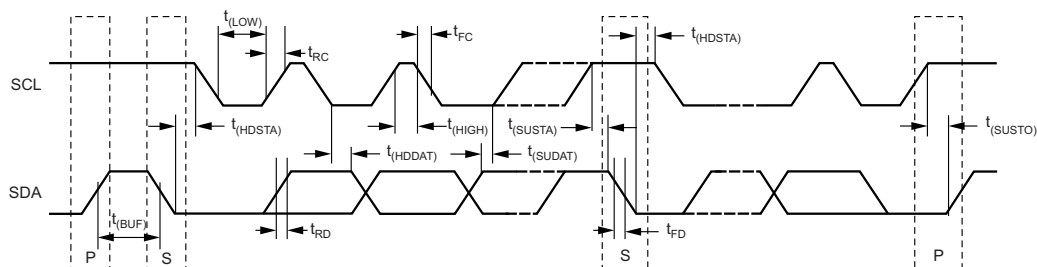 t(LOW)
tRC
tFC
t(HDSTA)
SCL
t(HDSTA)
t(HIGH)
t(SUSTA)
t(SUSTO)
t(HDDAT)
t(SUDAT)
SDA
t(BUF)
tRD
tFD
P
S
S
P